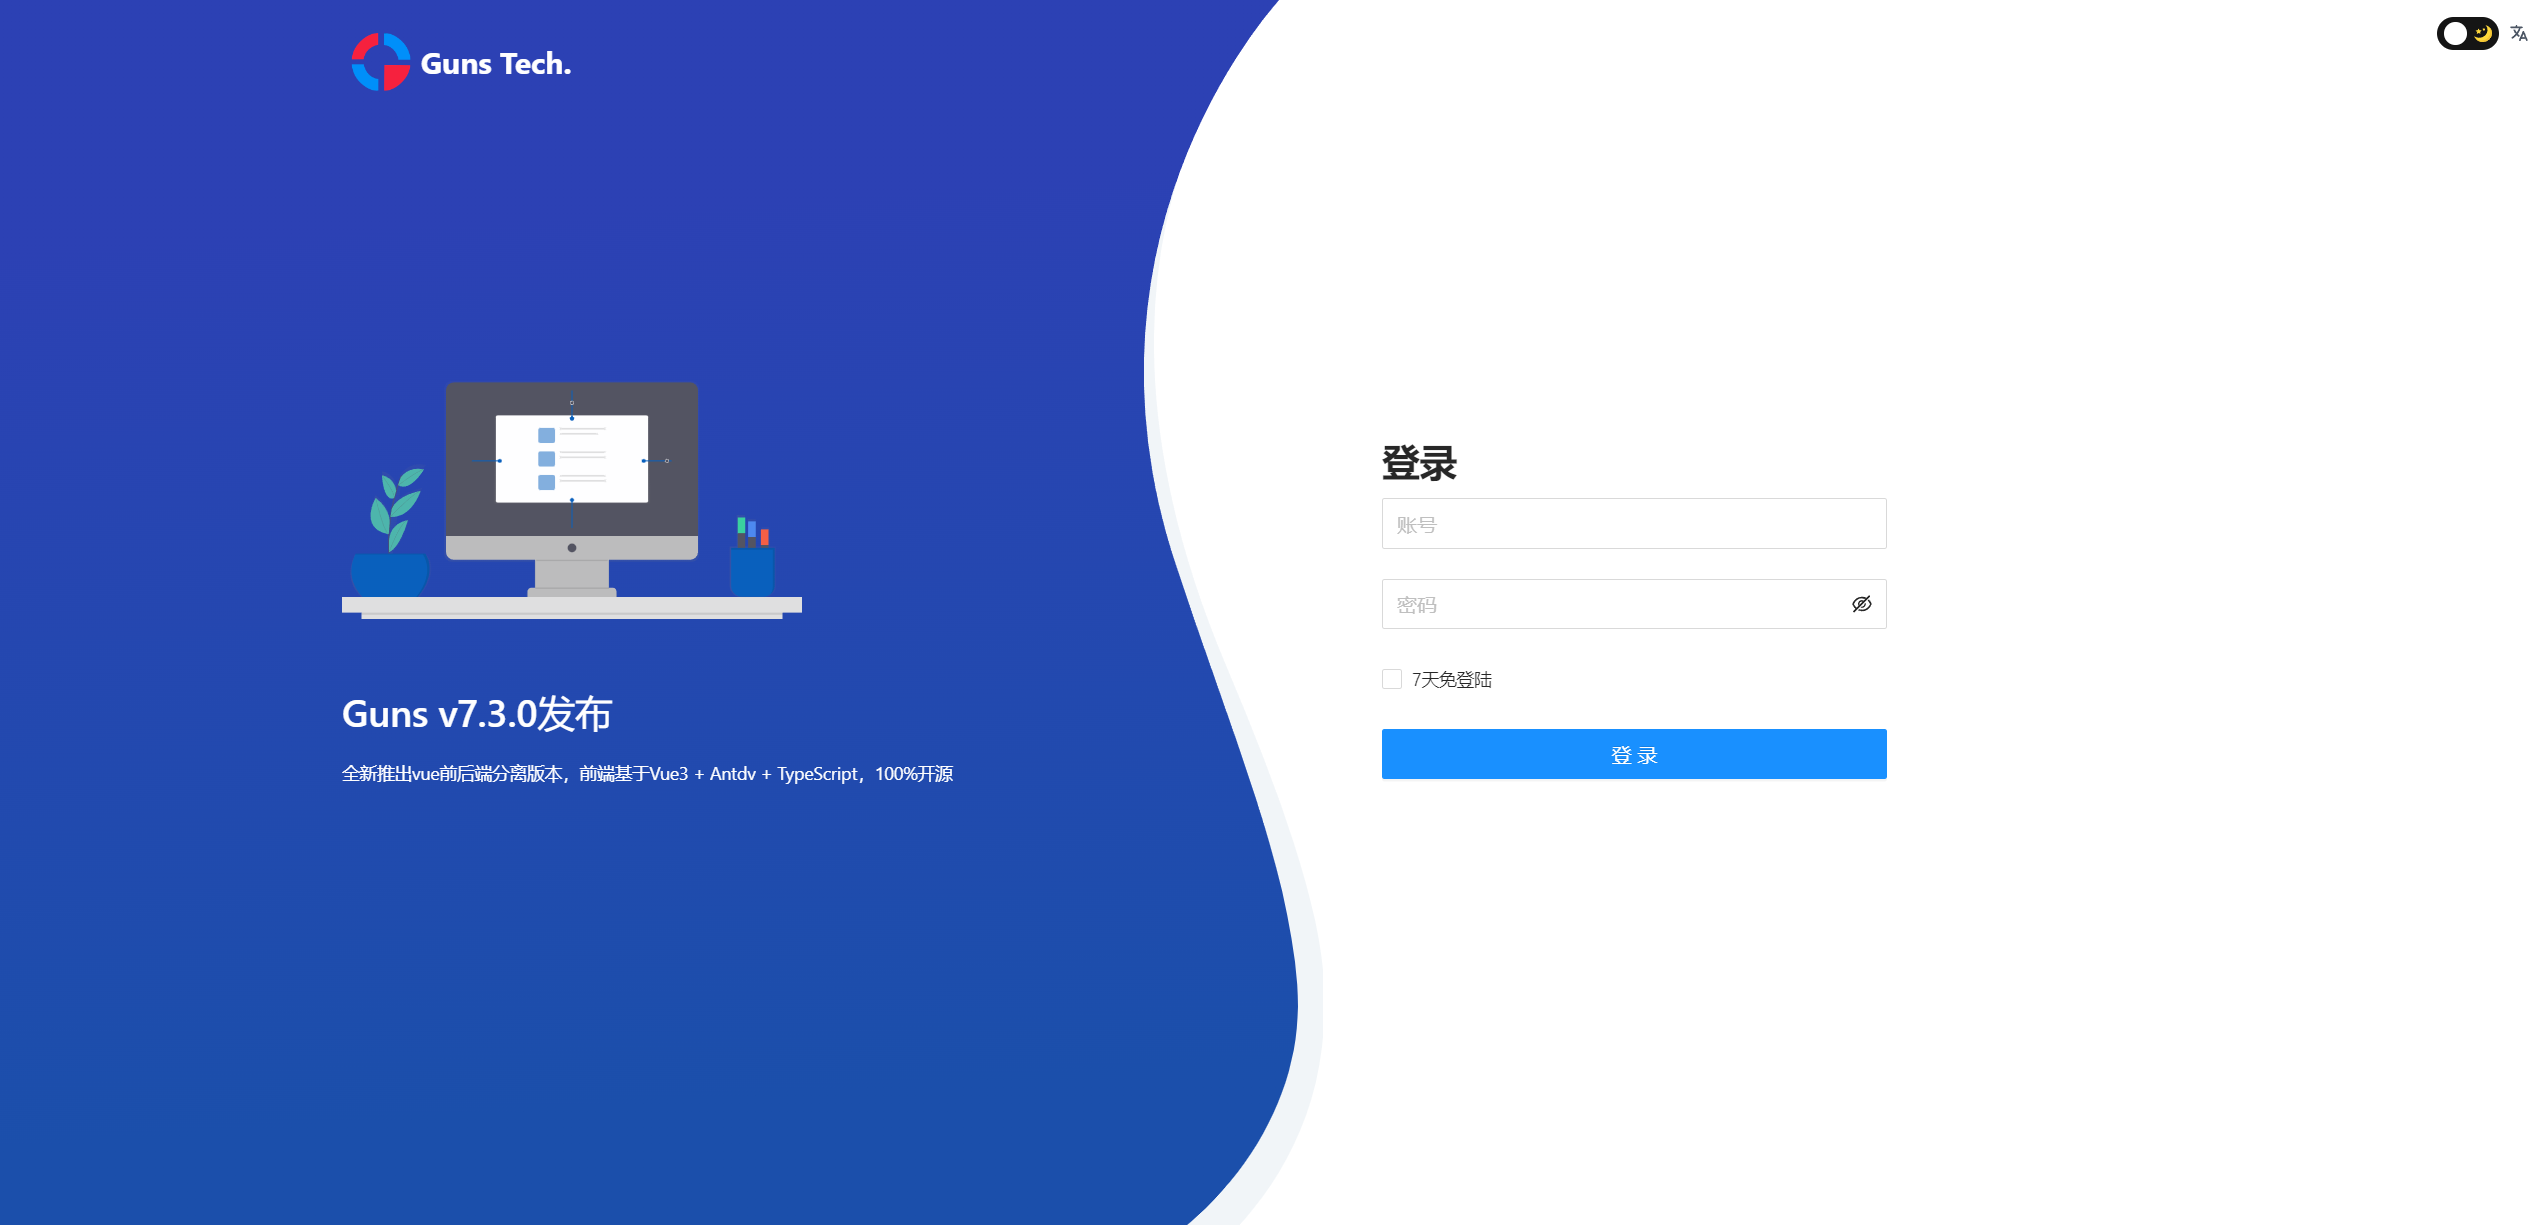 Guns Tech.
Guns v7.3.0发布
全新推出vue前后端分离版本，前端基于Vue3 + Antdv + TypeScript，100%开源
登录
账号
密码
7天免登陆
登 录